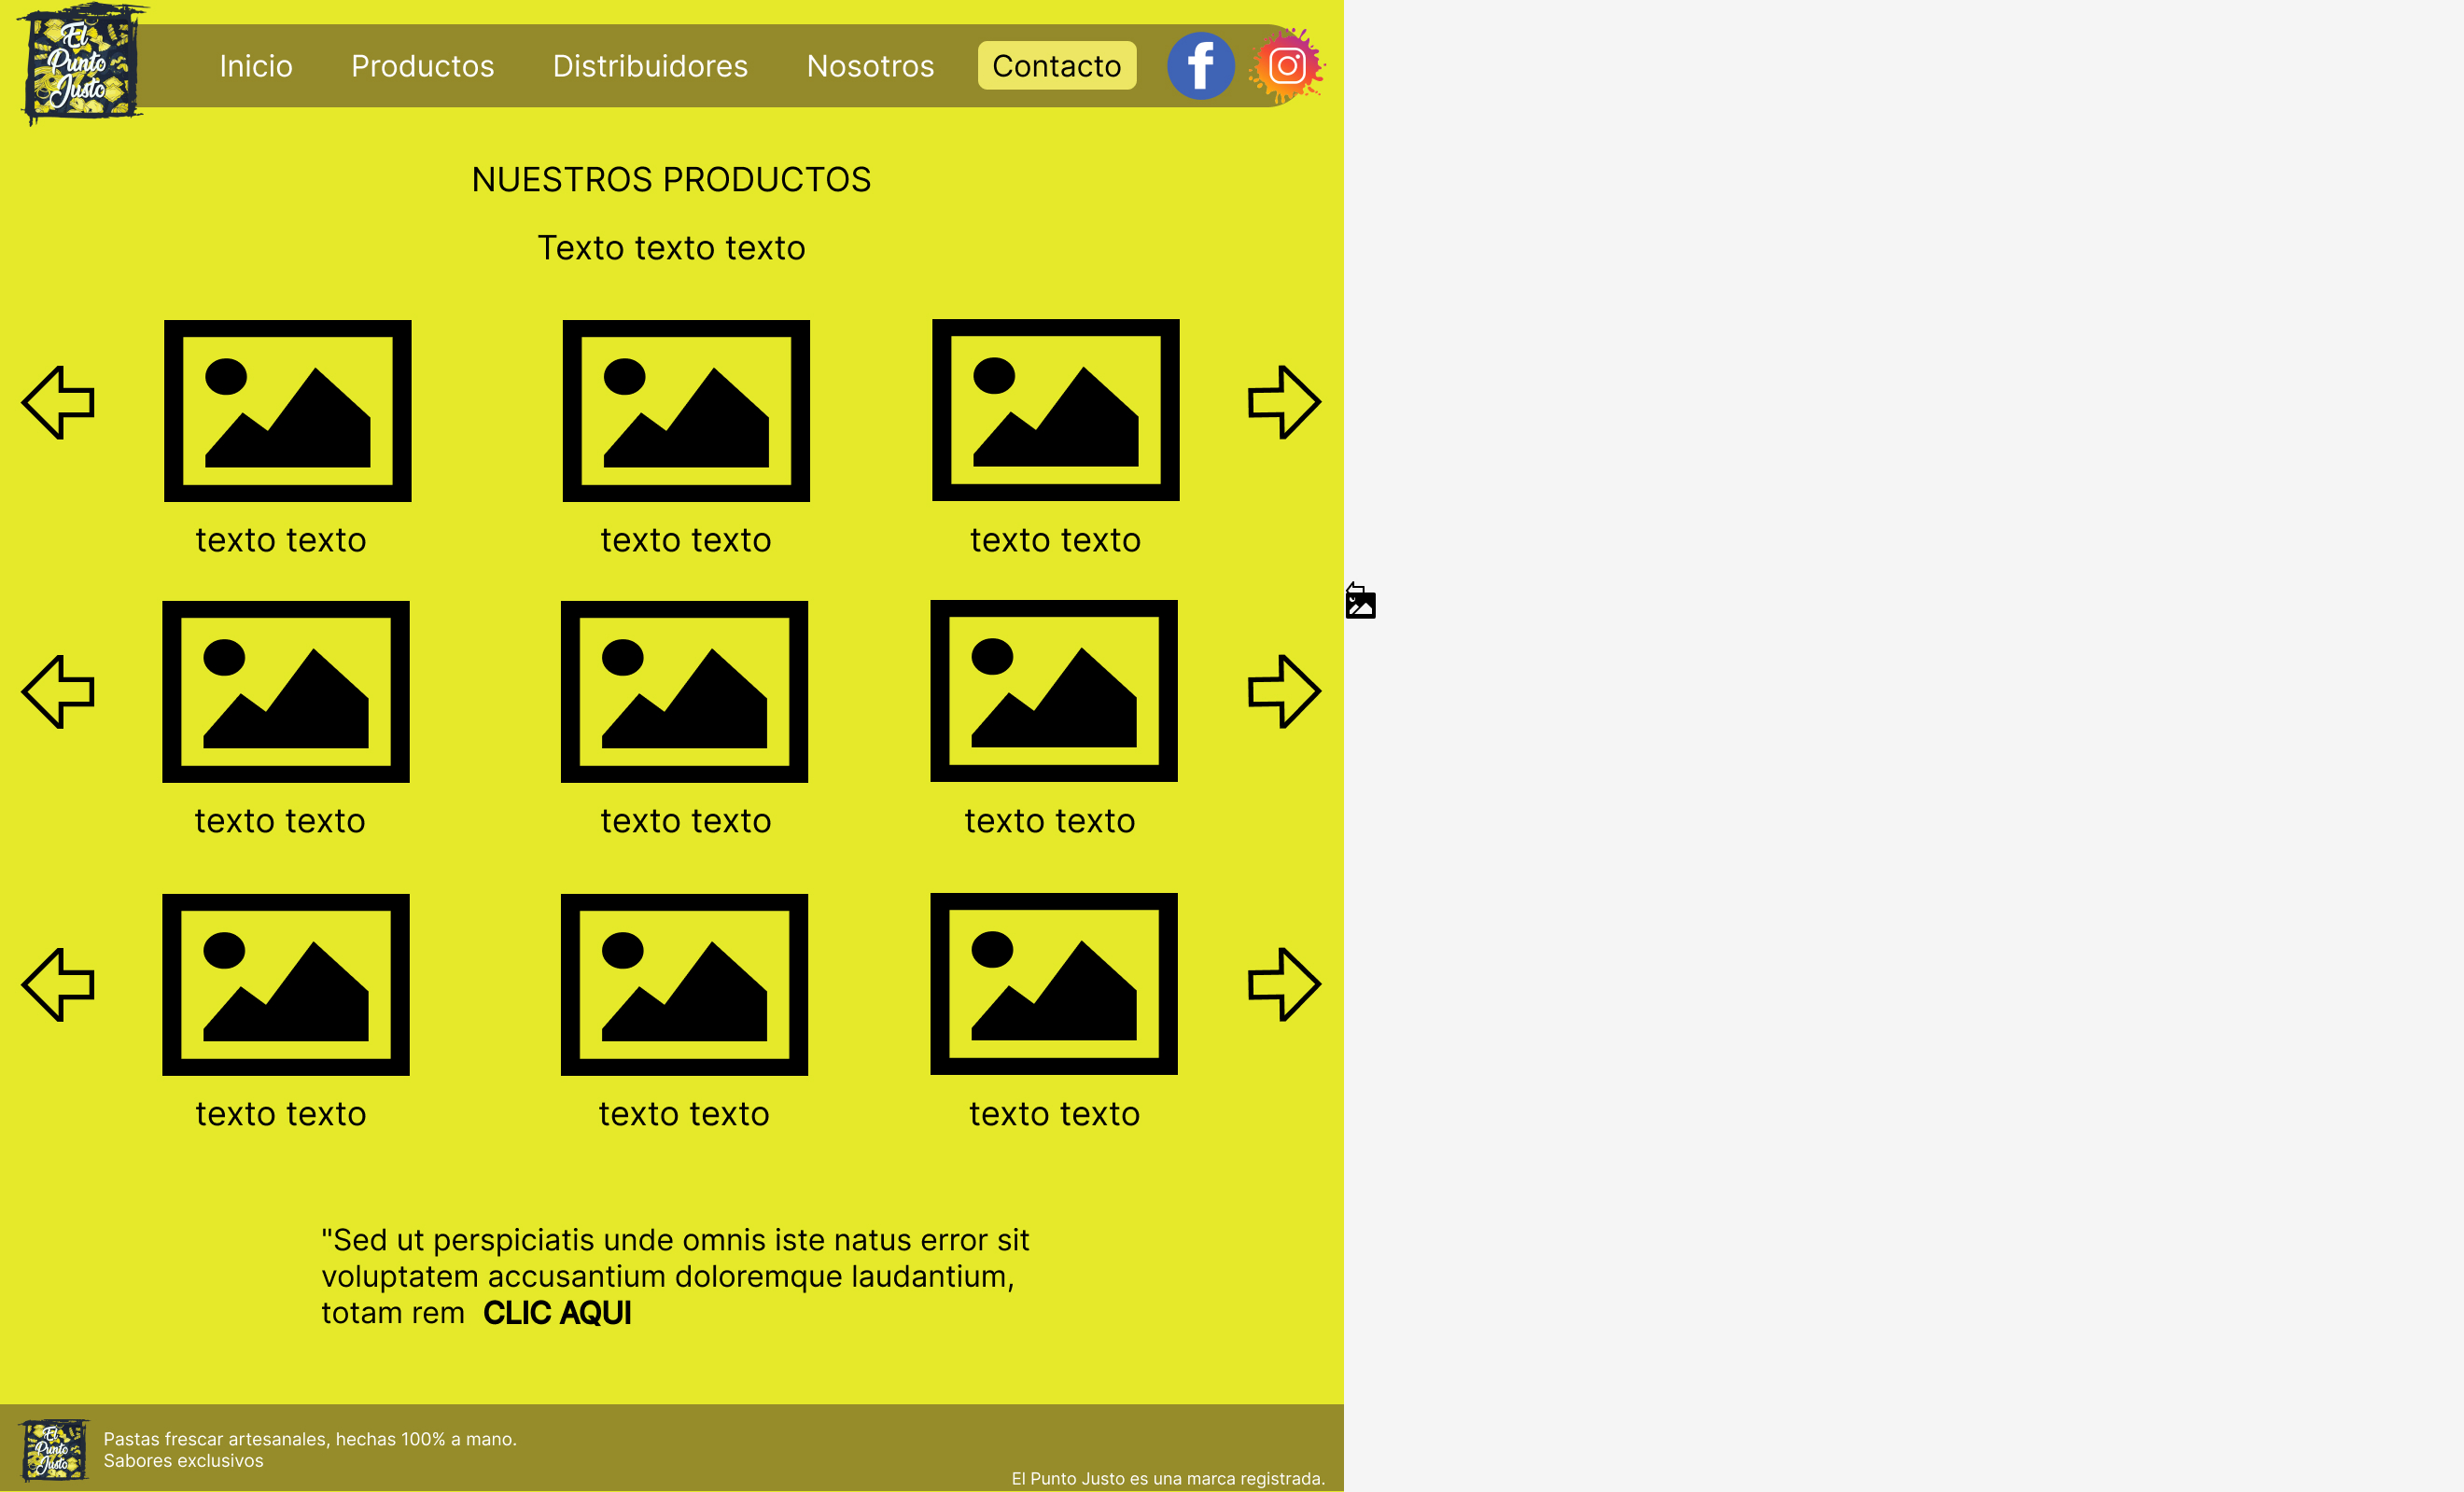 El
Punto
Justo
Inicio Productos Distribuidores Nosotros Contacto
NUESTROS PRODUCTOS
Texto texto texto
texto texto texto texto texto texto
texto texto texto texto texto texto
texto texto texto texto texto texto
"Sed ut perspiciatis unde omnis iste natus error sit
voluptatem accusantium doloremque laudantium,
totam rem CLIC AQUI
El
Punto
Justo
Pastas frescar artesanales, hechas 100% a mano.
Sabores exclusivos
El Punto Justo es una marca registrada.